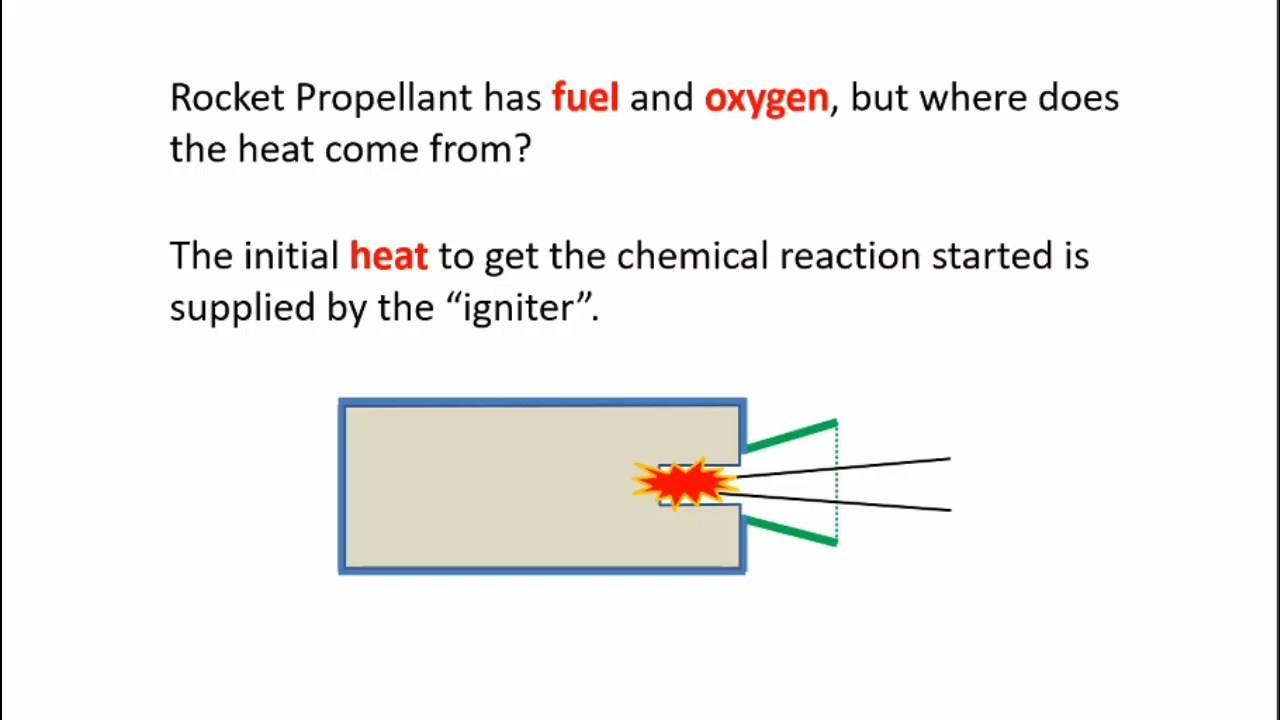 Rocket Propellant has fuel and oxygen, but where does
the heat come from?
The initial heat to get the chemical reaction started is
supplied by the “igniter”.